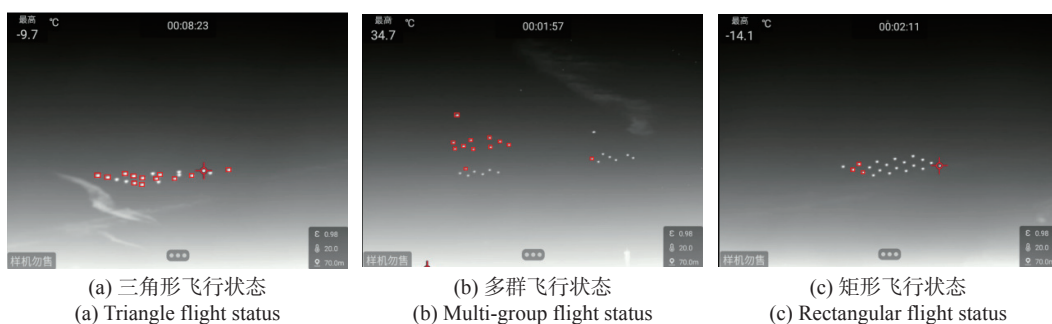 最高 ℃
-9.7
00:08:23
ε 0.98
20.0
70.0m
样机勿售
最高 ℃
34.7
00:01:57
ε 0.98
20.0
70.0m
样机勿售
最高 ℃
-14.1
00:02:11
ε 0.98
20.0
70.0m
样机勿售
(a) 三角形飞行状态
(a) Triangle flight status
(b) 多群飞行状态
(b) Multi-group flight status
(c) 矩形飞行状态
(c) Rectangular flight status